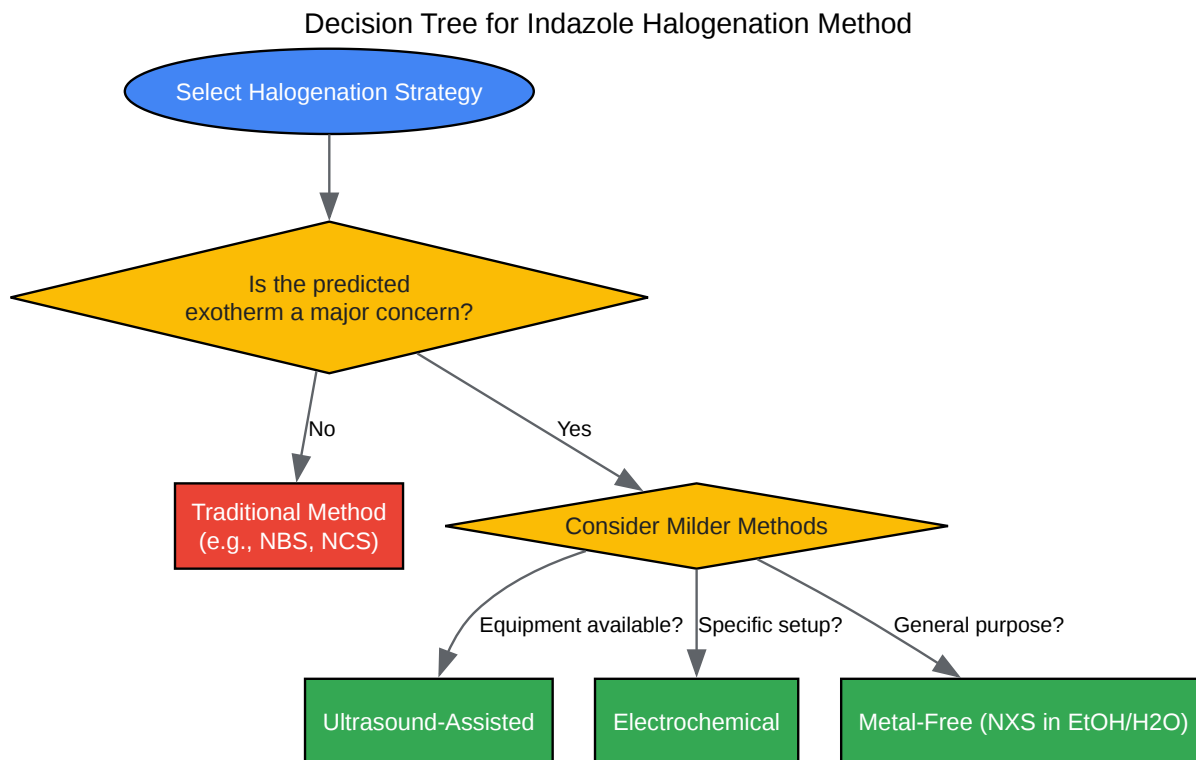 Decision Tree for Indazole Halogenation Method
Select Halogenation Strategy
Is the predicted
exotherm a major concern?
No
Yes
Traditional Method
(e.g., NBS, NCS)
Consider Milder Methods
Equipment available?
Specific setup?
General purpose?
Ultrasound-Assisted
Electrochemical
Metal-Free (NXS in EtOH/H2O)